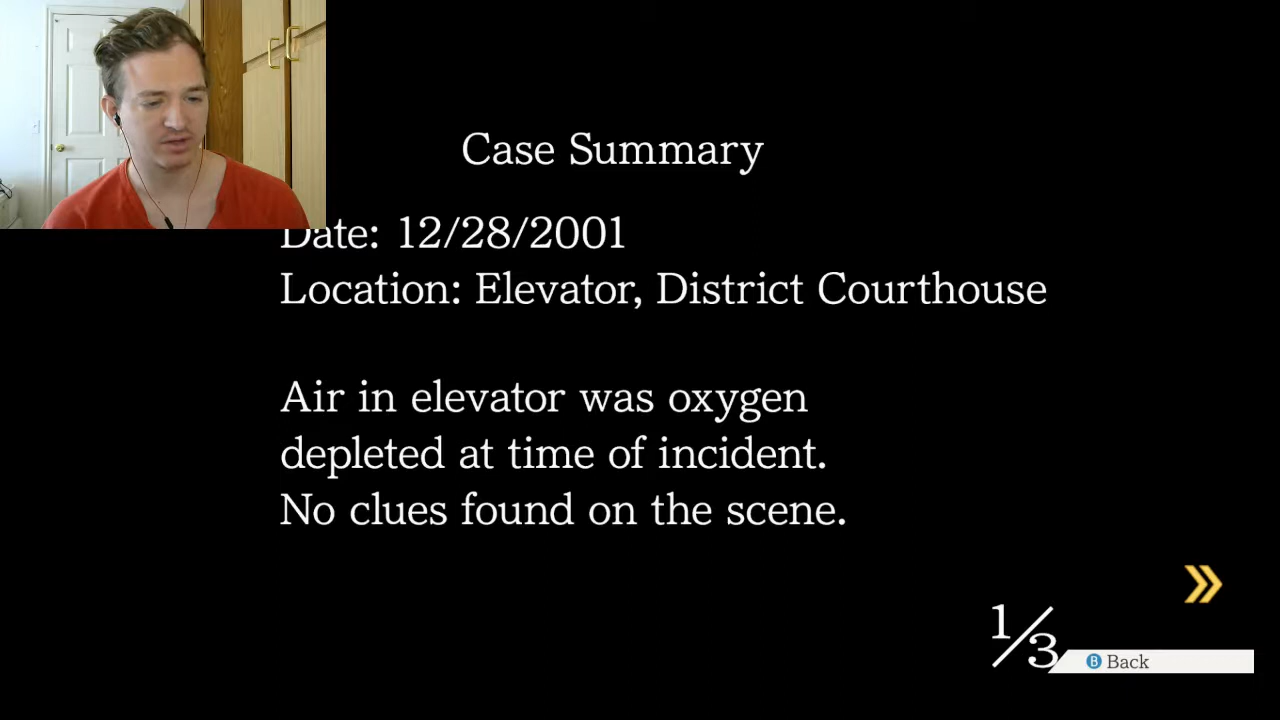 Case Summary
Date: 12/28/2001
Location: Elevator, District Courthouse
Air in elevator was oxygen
depleted at time of incident.
No clues found on the scene.
1/3
B Back